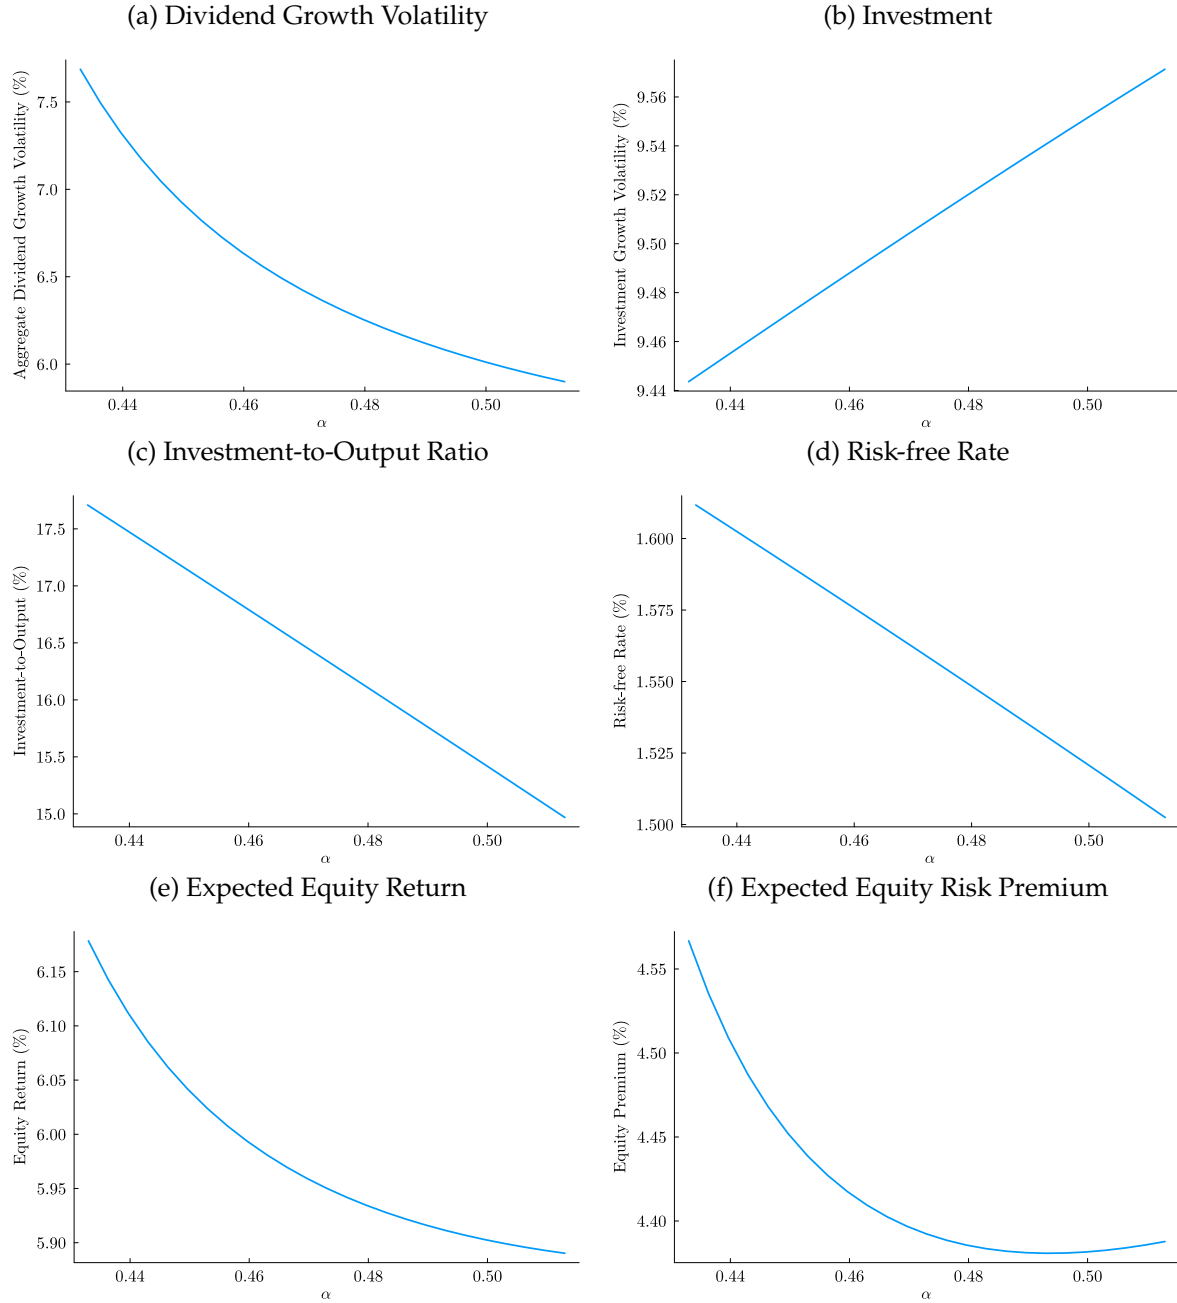 (a) Dividend Growth Volatility
Aggregate Dividend Growth Volatility (%)
7.5
7.0
6.5
6.0
0.44 0.46 0.48 0.50
α
(b) Investment
Investment Growth Volatility (%)
9.56
9.54
9.52
9.50
9.48
9.46
9.44
0.44 0.46 0.48 0.50
α
(c) Investment-to-Output Ratio
Investment-to-Output (%)
17.5
17.0
16.5
16.0
15.5
15.0
0.44 0.46 0.48 0.50
α
(d) Risk-free Rate
Risk-free Rate (%)
1.600
1.575
1.550
1.525
1.500
0.44 0.46 0.48 0.50
α
(e) Expected Equity Return
Equity Return (%)
6.15
6.10
6.05
6.00
5.95
5.90
0.44 0.46 0.48 0.50
α
(f) Expected Equity Risk Premium
Equity Premium (%)
4.55
4.50
4.45
4.40
0.44 0.46 0.48 0.50
α